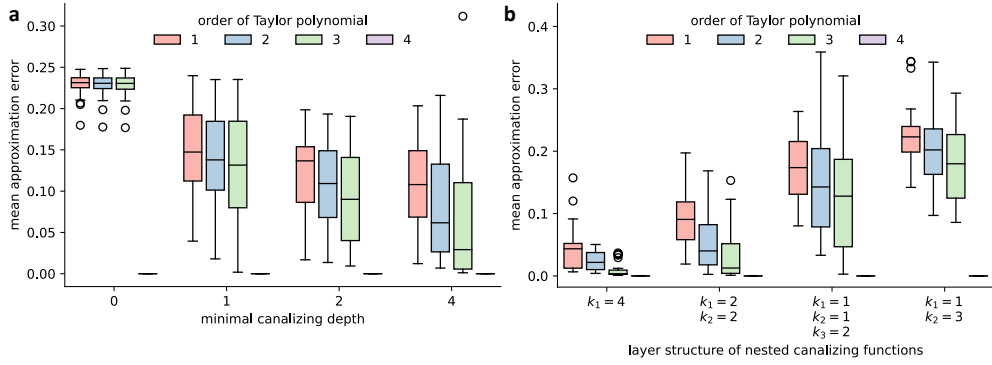 a
order of Taylor polynomial
1 2 3 4
mean approximation error
0.30
0.25
0.20
0.15
0.10
0.05
0.00
0 1 2 4
minimal canalizing depth
b
order of Taylor polynomial
1 2 3 4
mean approximation error
0.4
0.3
0.2
0.1
0.0
k₁ = 4
k₁ = 2
k₂ = 2
k₁ = 1
k₂ = 1
k₃ = 2
k₁ = 1
k₂ = 3
layer structure of nested canalizing functions